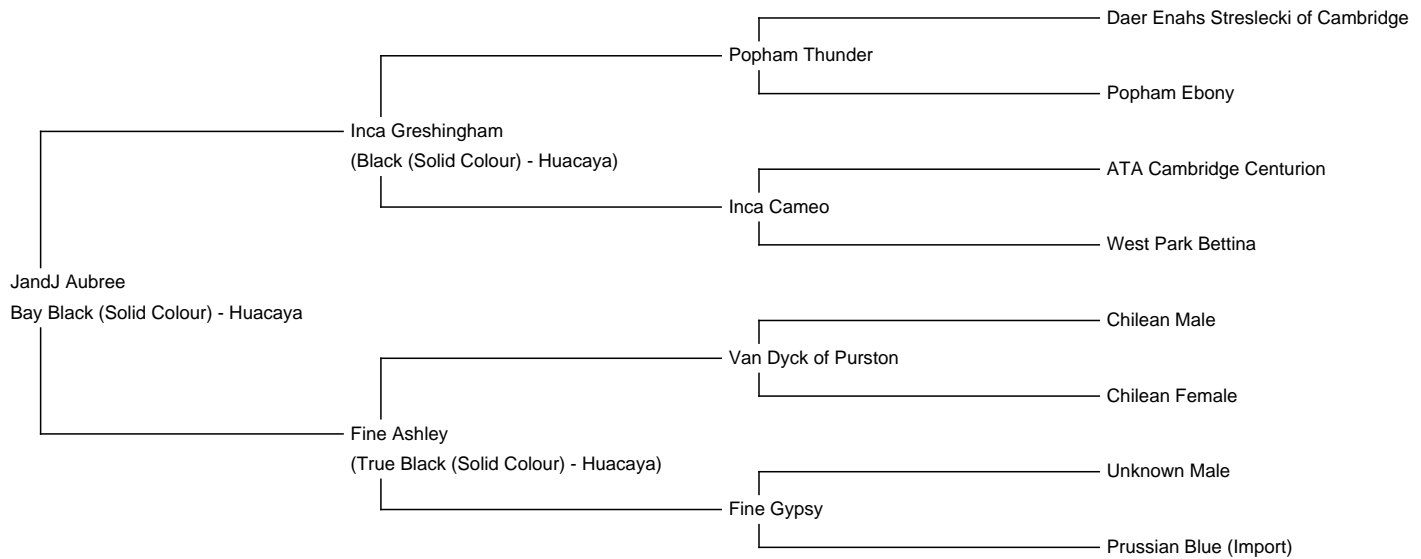 Daer Enahs Streslecki of Cambridge
Popham Thunder
Popham Ebony
Inca Greshingham
(Black (Solid Colour) - Huacaya)
ATA Cambridge Centurion
Inca Cameo
West Park Bettina
JandJ Aubree
Bay Black (Solid Colour) - Huacaya
Chilean Male
Van Dyck of Purston
Chilean Female
Fine Ashley
(True Black (Solid Colour) - Huacaya)
Unknown Male
Fine Gypsy
Prussian Blue (Import)